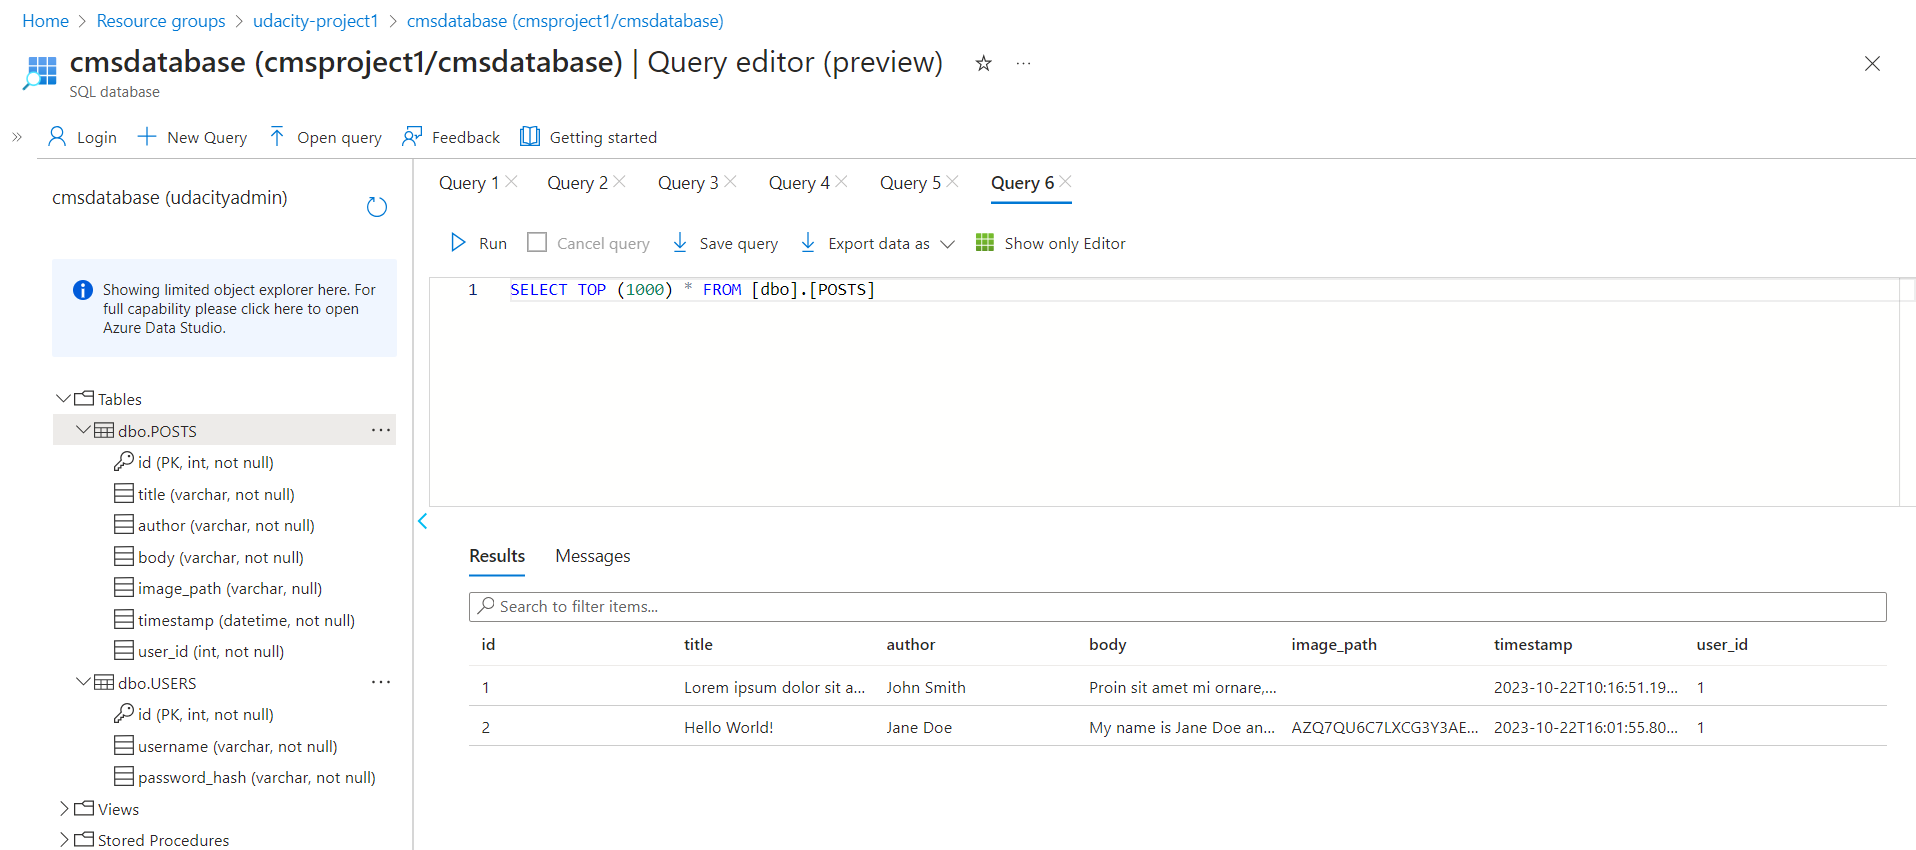 Home > Resource groups > udacity-project1 > cmsdatabase (cmsproject1/cmsdatabase)
cmsdatabase (cmsproject1/cmsdatabase) | Query editor (preview) ☆ ...
SQL database
» Login New Query Open query Feedback Getting started
cmsdatabase (udacityadmin)
Showing limited object explorer here. For
full capability please click here to open
Azure Data Studio.
Tables
dbo.POSTS ...
id (PK, int, not null)
title (varchar, not null)
author (varchar, not null)
body (varchar, not null)
image_path (varchar, null)
timestamp (datetime, not null)
user_id (int, not null)
dbo.USERS ...
id (PK, int, not null)
username (varchar, not null)
password_hash (varchar, not null)
Views
Stored Procedures
Query 1 Query 2 Query 3 Query 4 Query 5 Query 6
Run Cancel query Save query Export data as Show only Editor
1 SELECT TOP (1000) * FROM [dbo].[POSTS]
Results Messages
Search to filter items...
id title author body image_path timestamp user_id
1 Lorem ipsum dolor sit a... John Smith Proin sit amet mi ornare,... 2023-10-22T10:16:51.19... 1
2 Hello World! Jane Doe My name is Jane Doe an... AZQ7QU6C7LXCG3Y3AE... 2023-10-22T16:01:55.80... 1